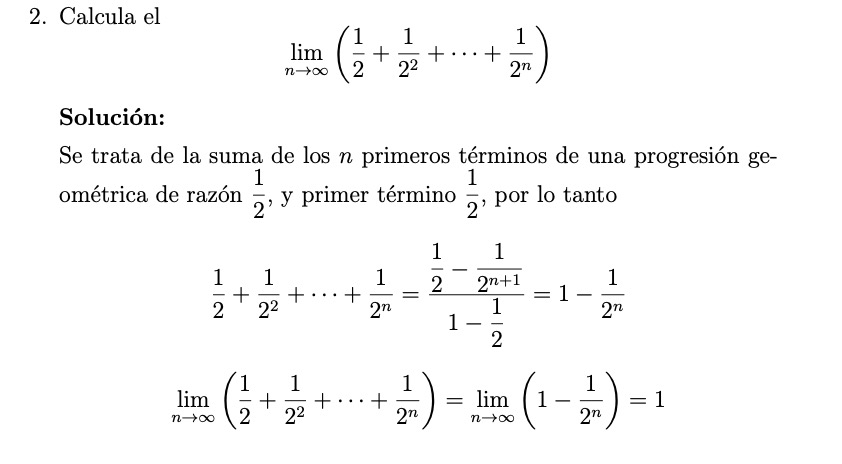 2. Calcula el
$$\lim_{n\to\infty} \left( \frac{1}{2} + \frac{1}{2^2} + \cdots + \frac{1}{2^n} \right)$$
Solución:
Se trata de la suma de los $n$ primeros términos de una progresión ge-
ométrica de razón $\frac{1}{2}$, y primer término $\frac{1}{2}$, por lo tanto
$$\frac{1}{2} + \frac{1}{2^2} + \cdots + \frac{1}{2^n} = \frac{\frac{1}{2} - \frac{1}{2^{n+1}}}{1 - \frac{1}{2}} = 1 - \frac{1}{2^n}$$
$$\lim_{n\to\infty} \left( \frac{1}{2} + \frac{1}{2^2} + \cdots + \frac{1}{2^n} \right) = \lim_{n\to\infty} \left( 1 - \frac{1}{2^n} \right) = 1$$